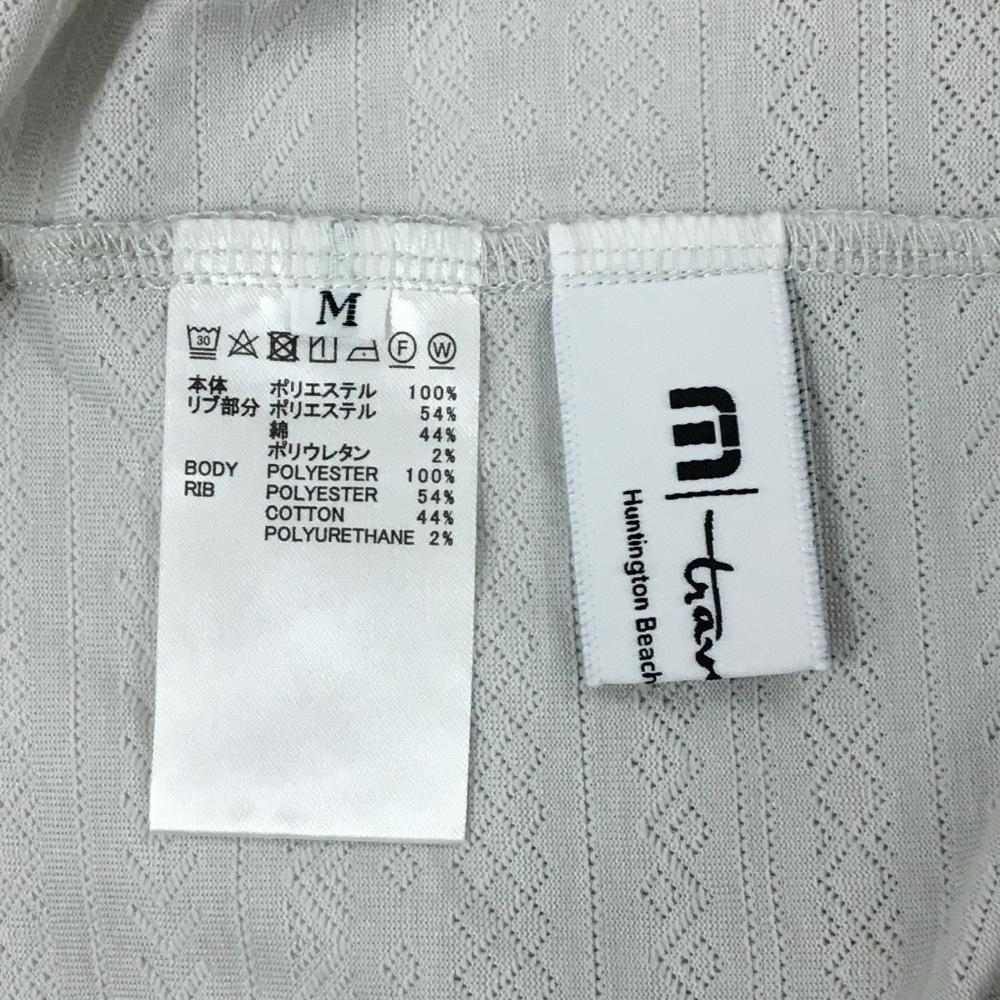 M
30
F W
本体 ポリエステル 100%
リブ部分 ポリエステル 54%
綿 44%
ポリウレタン 2%
BODY POLYESTER 100%
RIB POLYESTER 54%
COTTON 44%
POLYURETHANE 2%
Huntington Beach